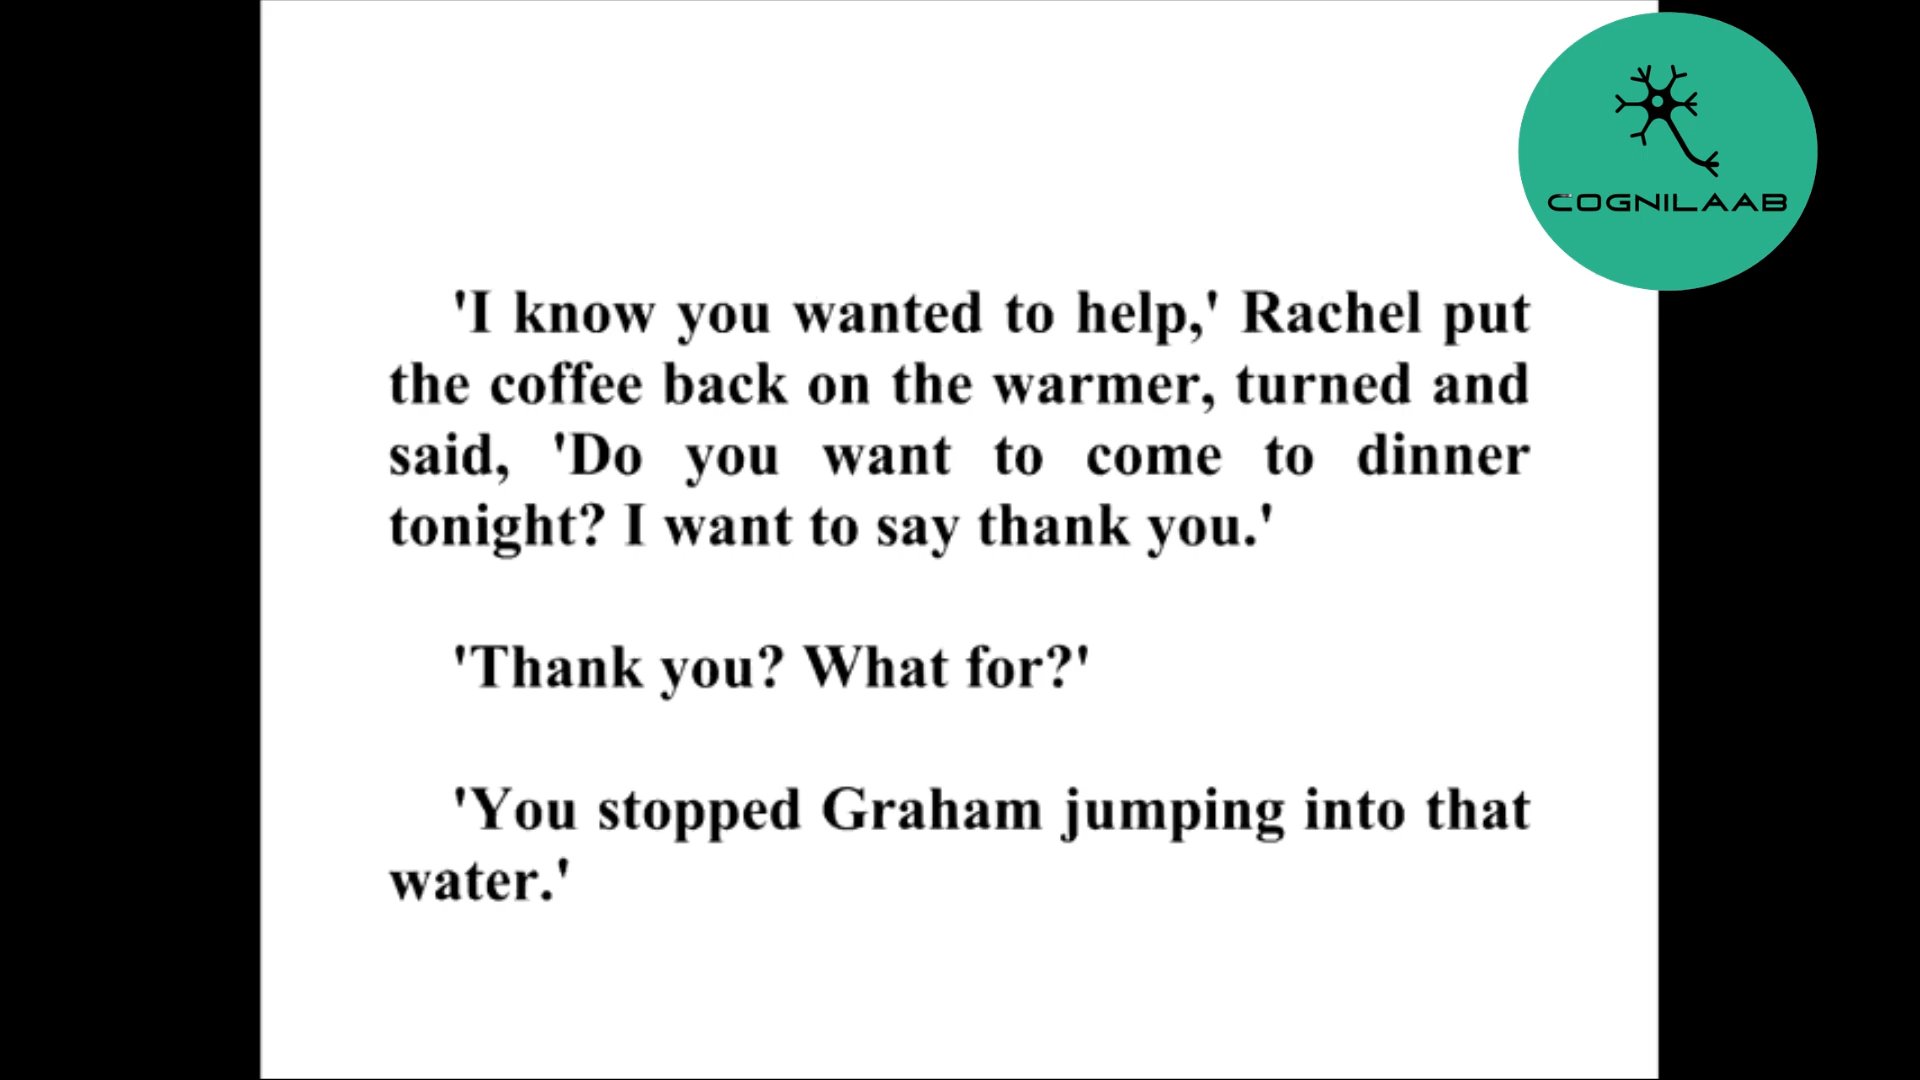 COGNILAAB
'I know you wanted to help,' Rachel put
the coffee back on the warmer, turned and
said, 'Do you want to come to dinner
tonight? I want to say thank you.'
'Thank you? What for?'
'You stopped Graham jumping into that
water.'